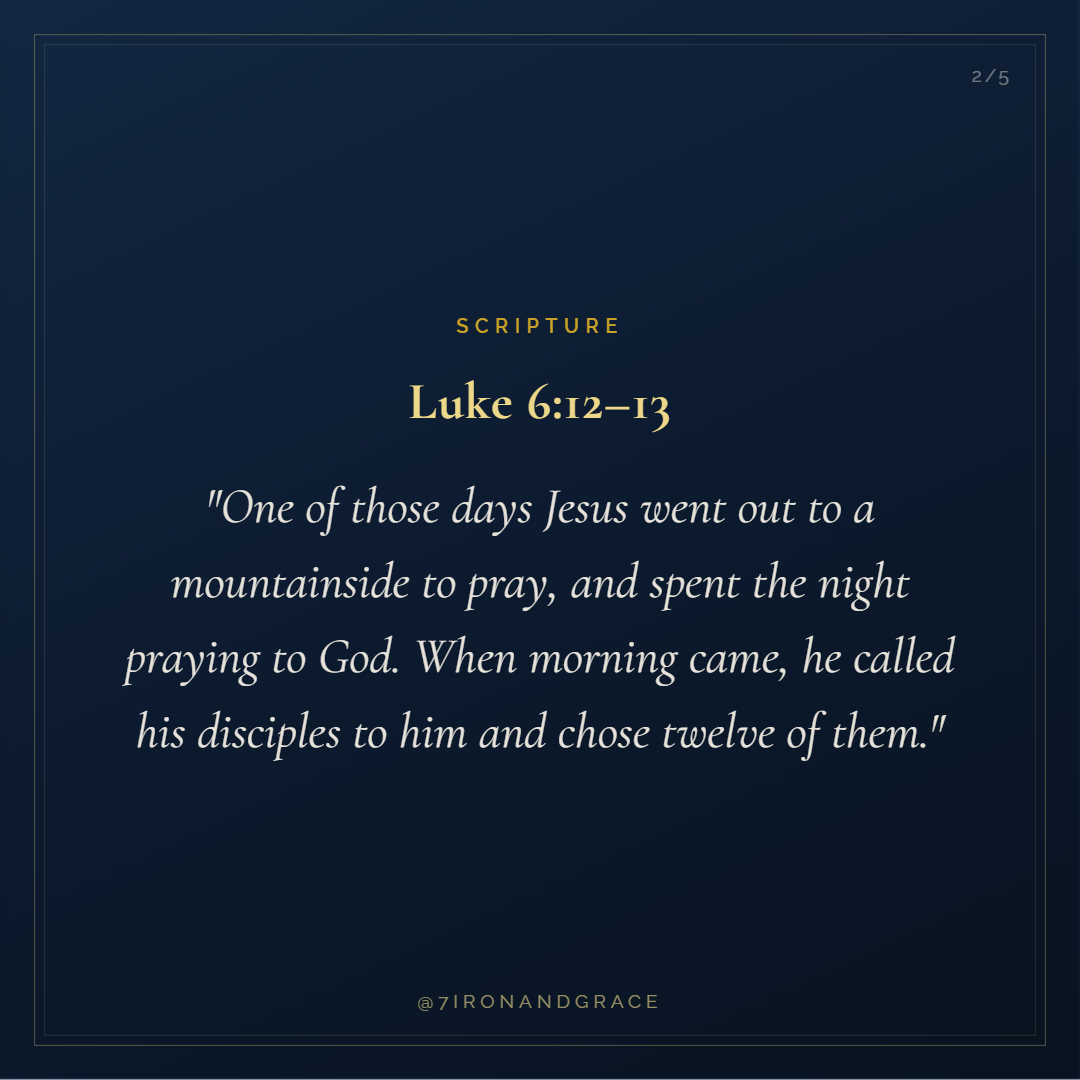 2/5
SCRIPTURE
Luke 6:12–13
"One of those days Jesus went out to a
mountainside to pray, and spent the night
praying to God. When morning came, he called
his disciples to him and chose twelve of them."
@7IRONANDGRACE